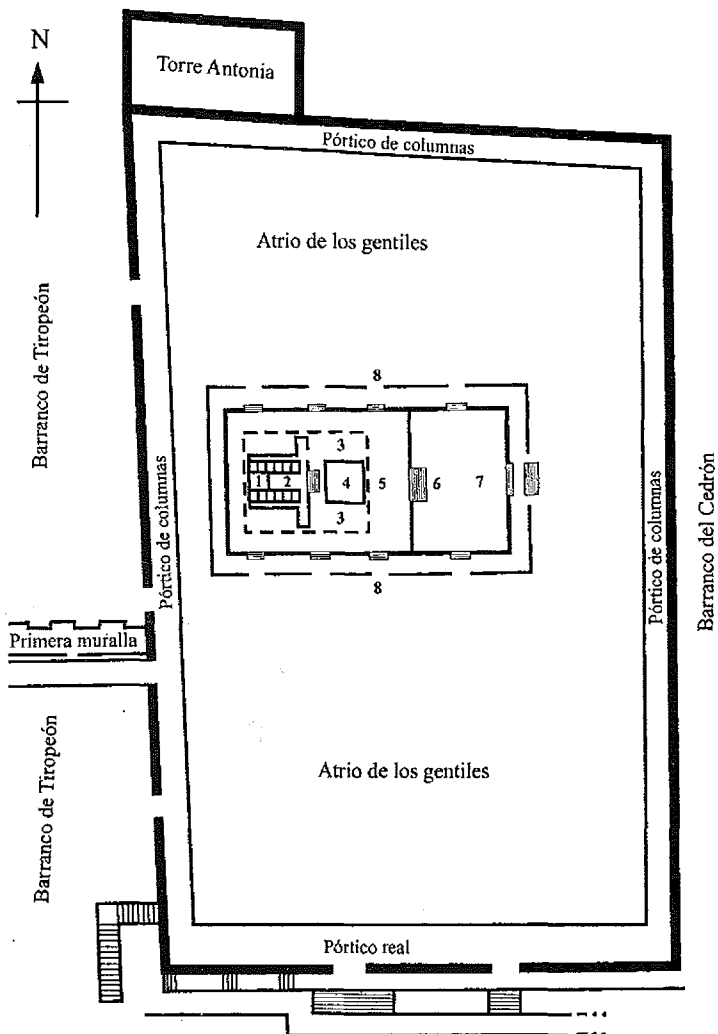 N
Torre Antonia
Pórtico de columnas
Atrio de los gentiles
Barranco de Tiropeón
8
Pórtico de columnas
3
1 2 4 5 6 7
3
8
Pórtico de columnas
Barranco del Cedrón
Primera muralla
Atrio de los gentiles
Barranco de Tiropeón
Pórtico real